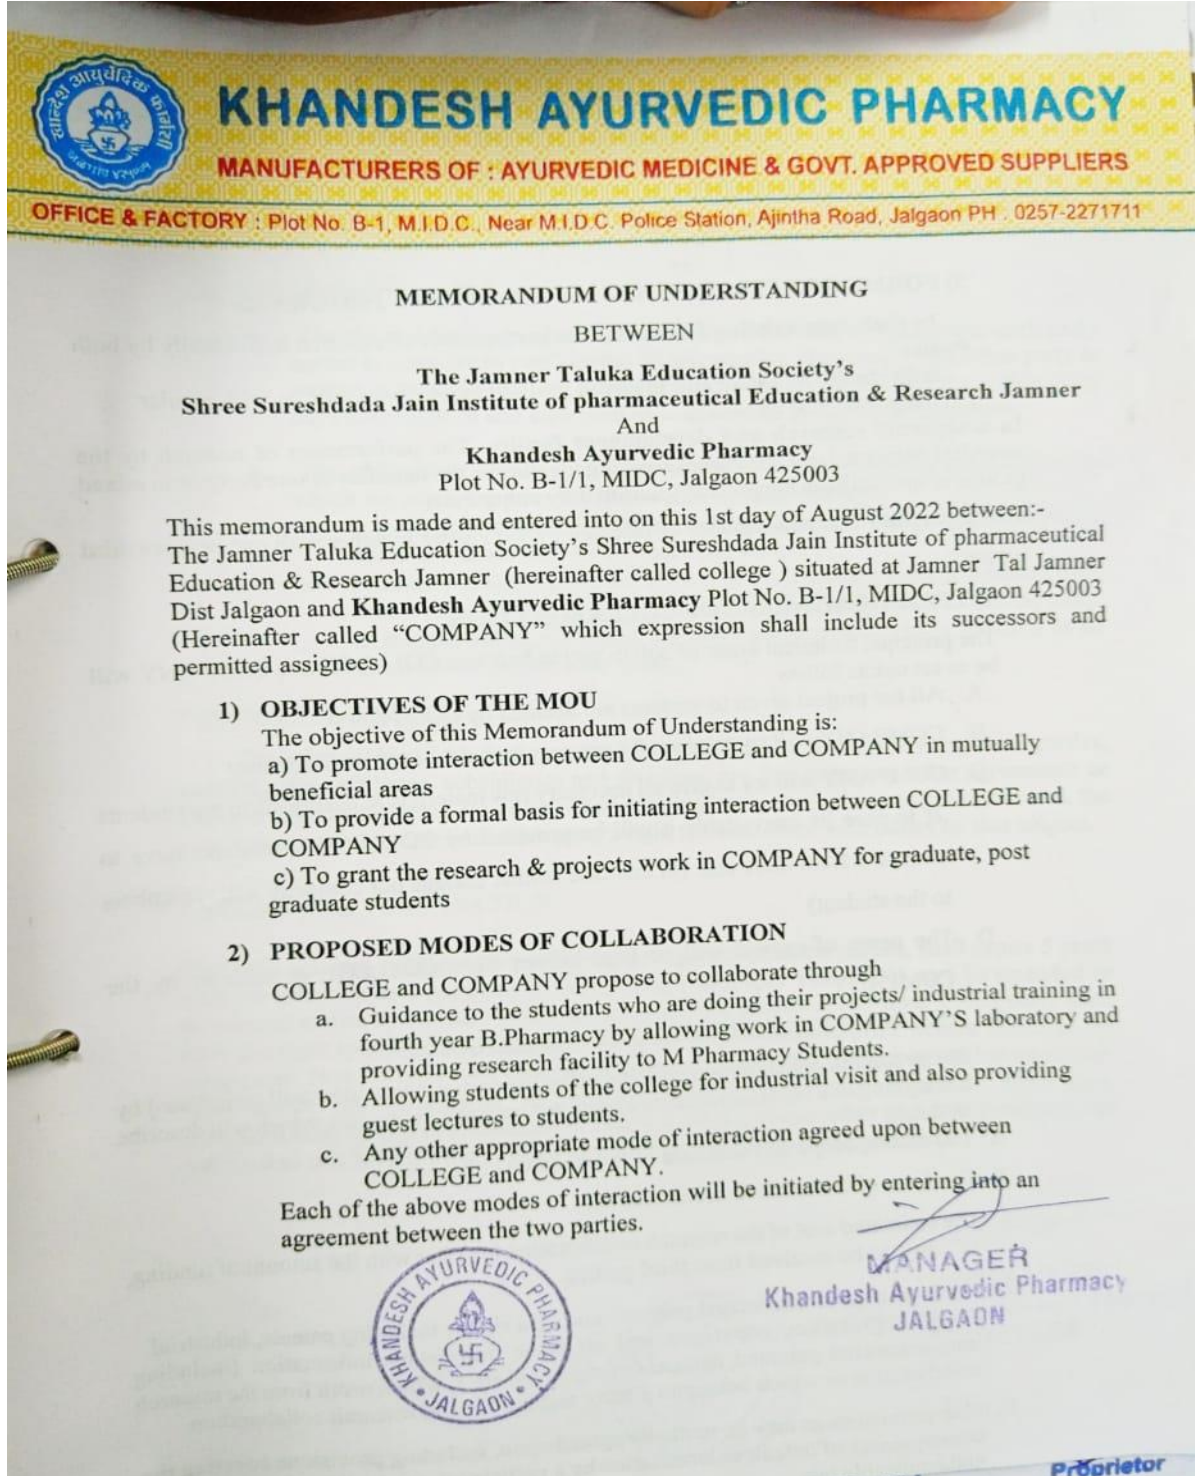 खान्देश आयुर्वेदिक फार्मसी
KHANDESH AYURVEDIC PHARMACY
MANUFACTURERS OF : AYURVEDIC MEDICINE & GOVT. APPROVED SUPPLIERS
OFFICE & FACTORY : Plot No. B-1, M.I.D.C., Near M.I.D.C. Police Station, Ajintha Road, Jalgaon PH . 0257-2271711
MEMORANDUM OF UNDERSTANDING
BETWEEN
The Jamner Taluka Education Society's
Shree Sureshdada Jain Institute of pharmaceutical Education & Research Jamner
And
Khandesh Ayurvedic Pharmacy
Plot No. B-1/1, MIDC, Jalgaon 425003
This memorandum is made and entered into on this 1st day of August 2022 between:-
The Jamner Taluka Education Society's Shree Sureshdada Jain Institute of pharmaceutical
Education & Research Jamner (hereinafter called college ) situated at Jamner Tal Jamner
Dist Jalgaon and Khandesh Ayurvedic Pharmacy Plot No. B-1/1, MIDC, Jalgaon 425003
(Hereinafter called “COMPANY” which expression shall include its successors and
permitted assignees)
1) OBJECTIVES OF THE MOU
The objective of this Memorandum of Understanding is:
a) To promote interaction between COLLEGE and COMPANY in mutually
beneficial areas
b) To provide a formal basis for initiating interaction between COLLEGE and
COMPANY
c) To grant the research & projects work in COMPANY for graduate, post
graduate students
2) PROPOSED MODES OF COLLABORATION
COLLEGE and COMPANY propose to collaborate through
a. Guidance to the students who are doing their projects/ industrial training in
fourth year B.Pharmacy by allowing work in COMPANY'S laboratory and
providing research facility to M Pharmacy Students.
b. Allowing students of the college for industrial visit and also providing
guest lectures to students.
c. Any other appropriate mode of interaction agreed upon between
COLLEGE and COMPANY.
Each of the above modes of interaction will be initiated by entering into an
agreement between the two parties.
KHANDESH AYURVEDIC PHARMACY
JALGAON
MANAGER
Khandesh Ayurvedic Pharmacy
JALGAON
Proprietor